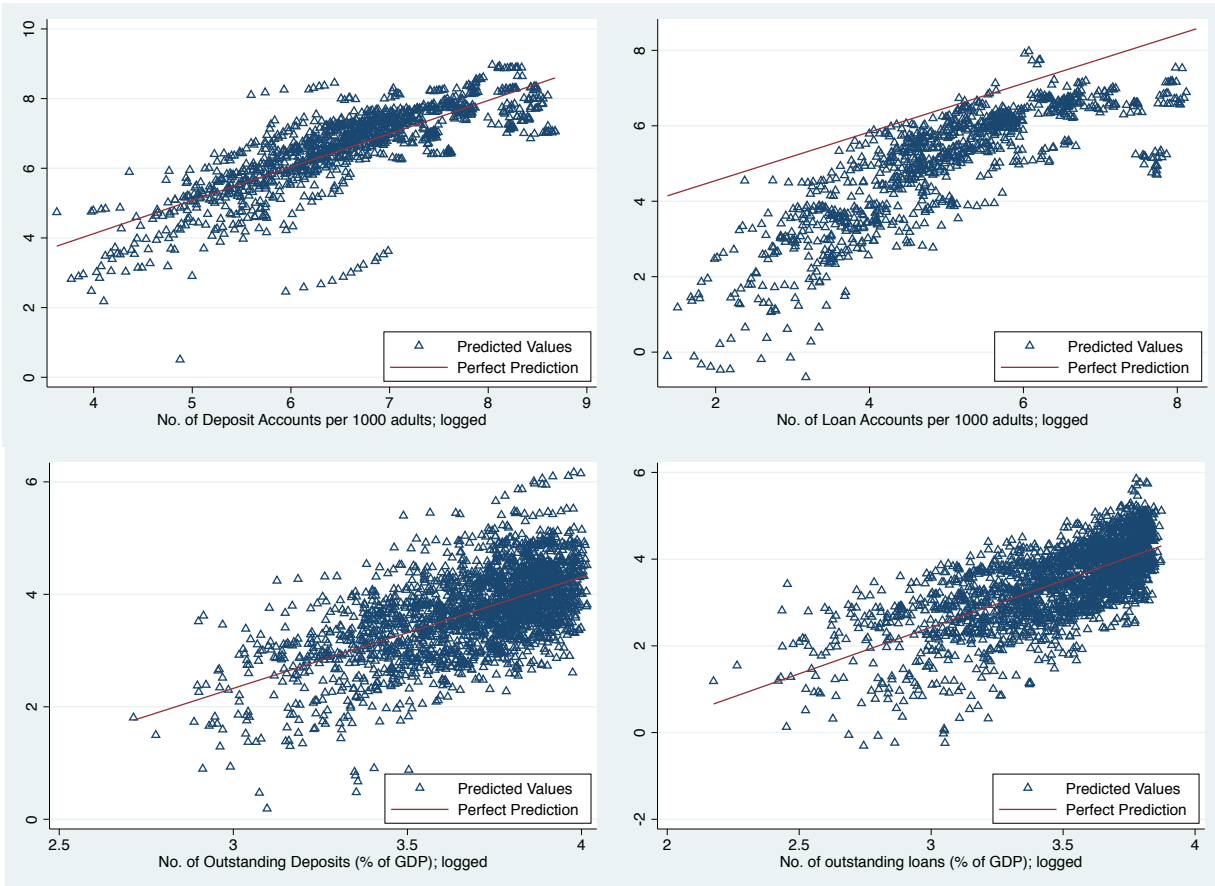 10
8
6
4
2
0
Predicted Values
Perfect Prediction
4 5 6 7 8 9
No. of Deposit Accounts per 1000 adults; logged
8
6
4
2
0
Predicted Values
Perfect Prediction
2 4 6 8
No. of Loan Accounts per 1000 adults; logged
6
4
2
0
Predicted Values
Perfect Prediction
2.5 3 3.5 4
No. of Outstanding Deposits (% of GDP); logged
6
4
2
0
-2
Predicted Values
Perfect Prediction
2 2.5 3 3.5 4
No. of outstanding loans (% of GDP); logged